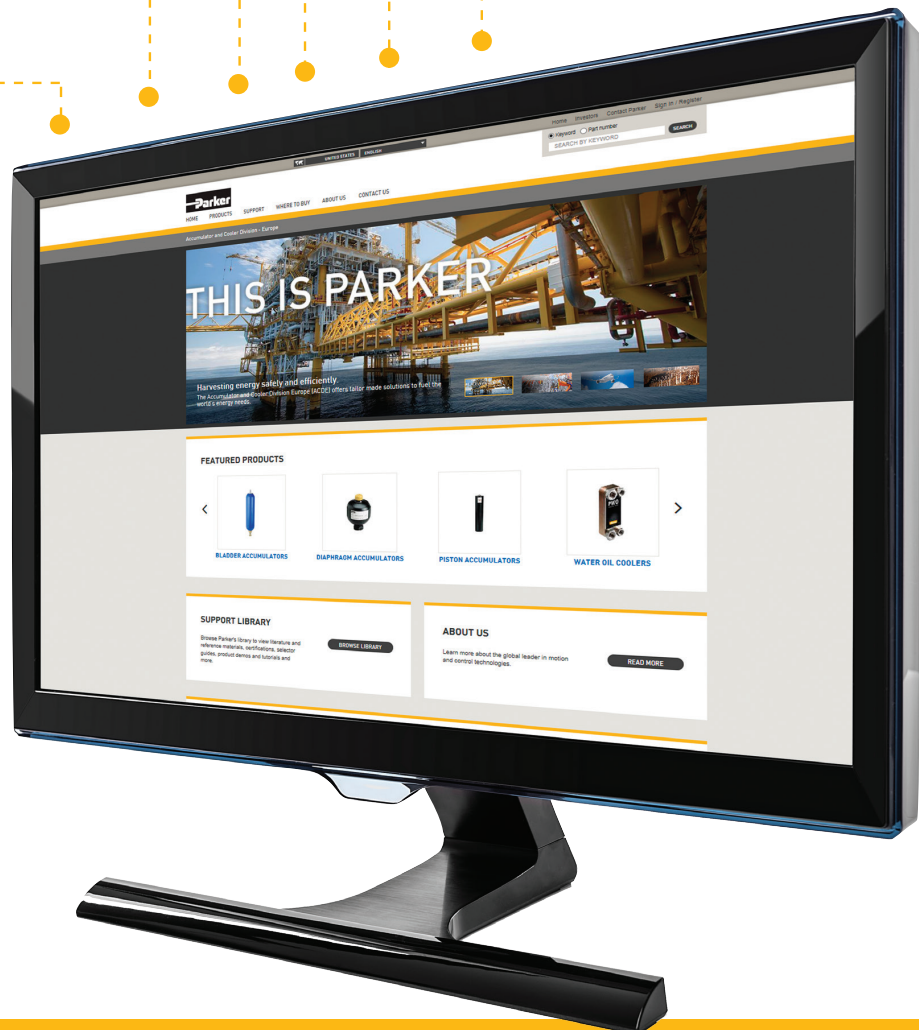 Home Investors Contact Parker Sign In / Register
Keyword Part number
SEARCH BY KEYWORD SEARCH
UNITED STATES ENGLISH
Parker
HOME PRODUCTS SUPPORT WHERE TO BUY ABOUT US CONTACT US
Accumulator and Cooler Division - Europe
THIS IS PARKER
Harvesting energy safely and efficiently.
The Accumulator and Cooler Division Europe (ACDE) offers tailor made solutions to fuel the
world's energy needs.
FEATURED PRODUCTS
BLADDER ACCUMULATORS
DIAPHRAGM ACCUMULATORS
PISTON ACCUMULATORS
WATER OIL COOLERS
SUPPORT LIBRARY
Browse Parker's library to view literature and
reference materials, certifications, selector
guides, product demos and tutorials and
more.
BROWSE LIBRARY
ABOUT US
Learn more about the global leader in motion
and control technologies.
READ MORE